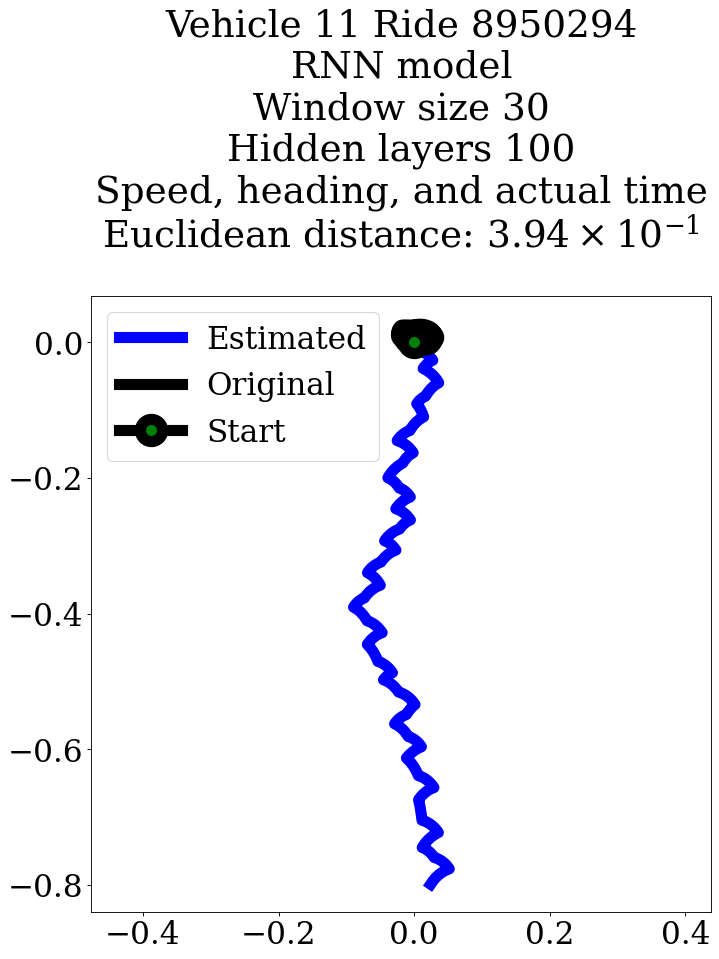 Vehicle 11 Ride 8950294
RNN model
Window size 30
Hidden layers 100
Speed, heading, and actual time
Euclidean distance: 3.94 × 10⁻¹
Estimated
Original
Start
0.0
−0.2
−0.4
−0.6
−0.8
−0.4
−0.2
0.0
0.2
0.4